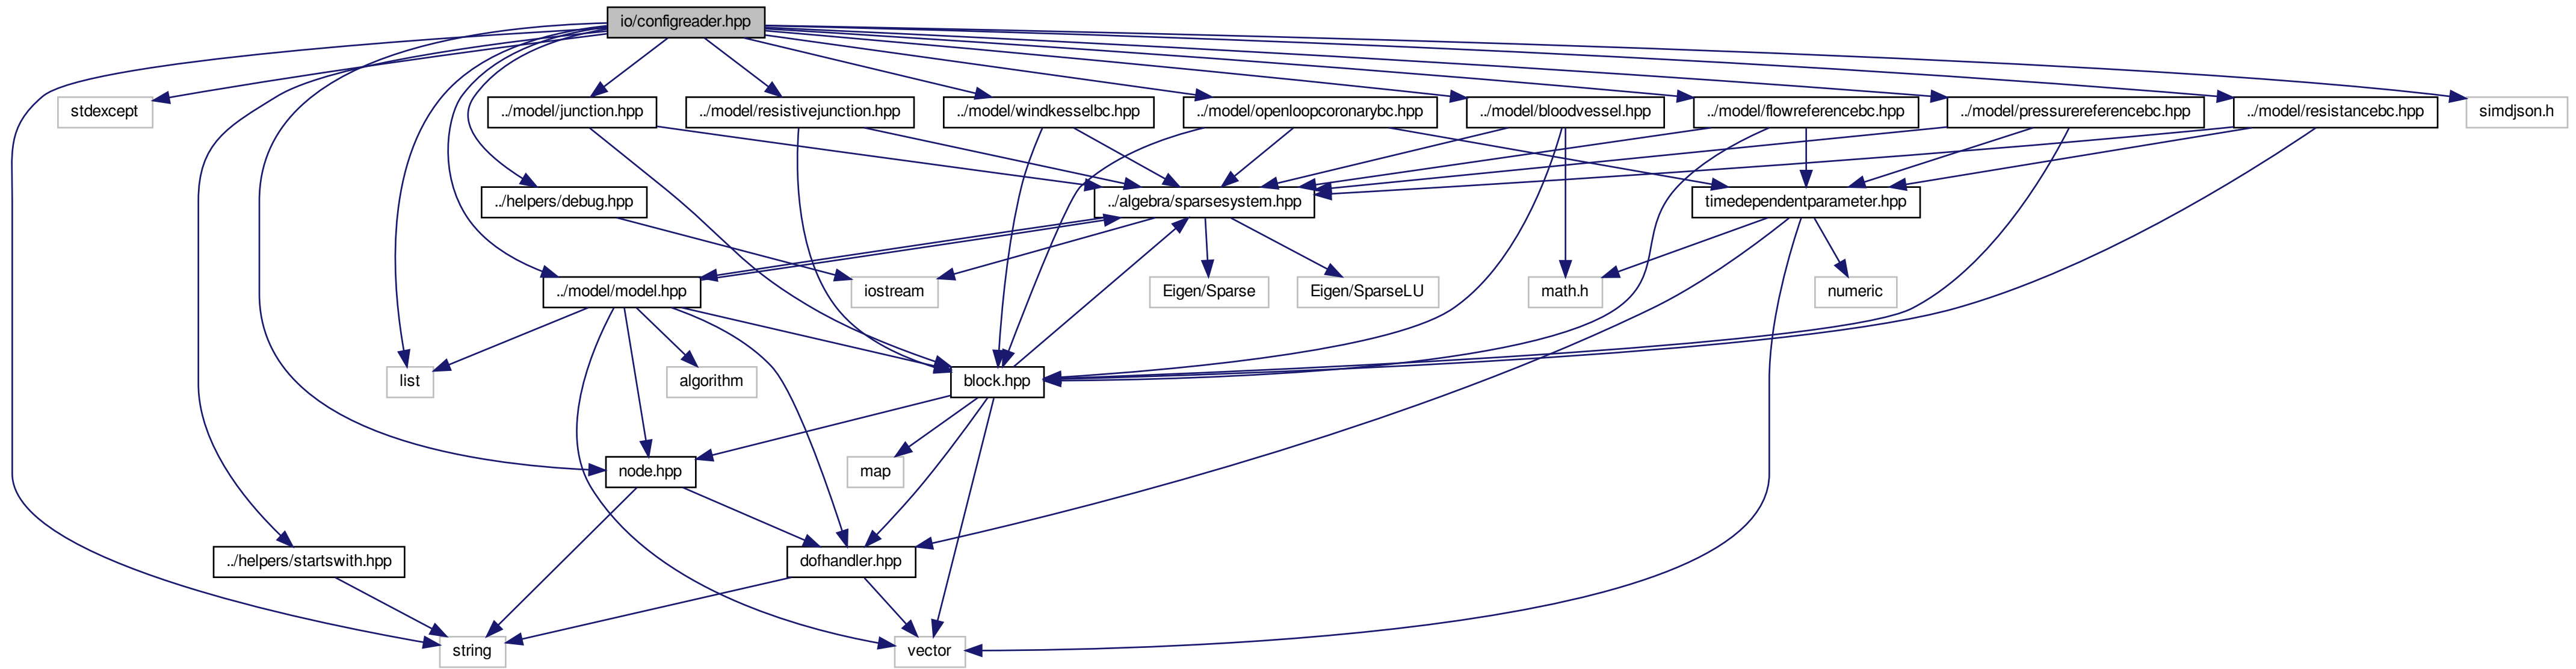 io/configreader.hpp
stdexcept
../model/junction.hpp
../model/resistivejunction.hpp
../model/windkesselbc.hpp
../model/openloopcoronarybc.hpp
../model/bloodvessel.hpp
../model/flowreferencebc.hpp
../model/pressurereferencebc.hpp
../model/resistancebc.hpp
simdjson.h
../helpers/debug.hpp
../algebra/sparsesystem.hpp
timedependentparameter.hpp
../model/model.hpp
iostream
Eigen/Sparse
Eigen/SparseLU
math.h
numeric
list
algorithm
block.hpp
node.hpp
map
../helpers/startswith.hpp
dofhandler.hpp
string
vector